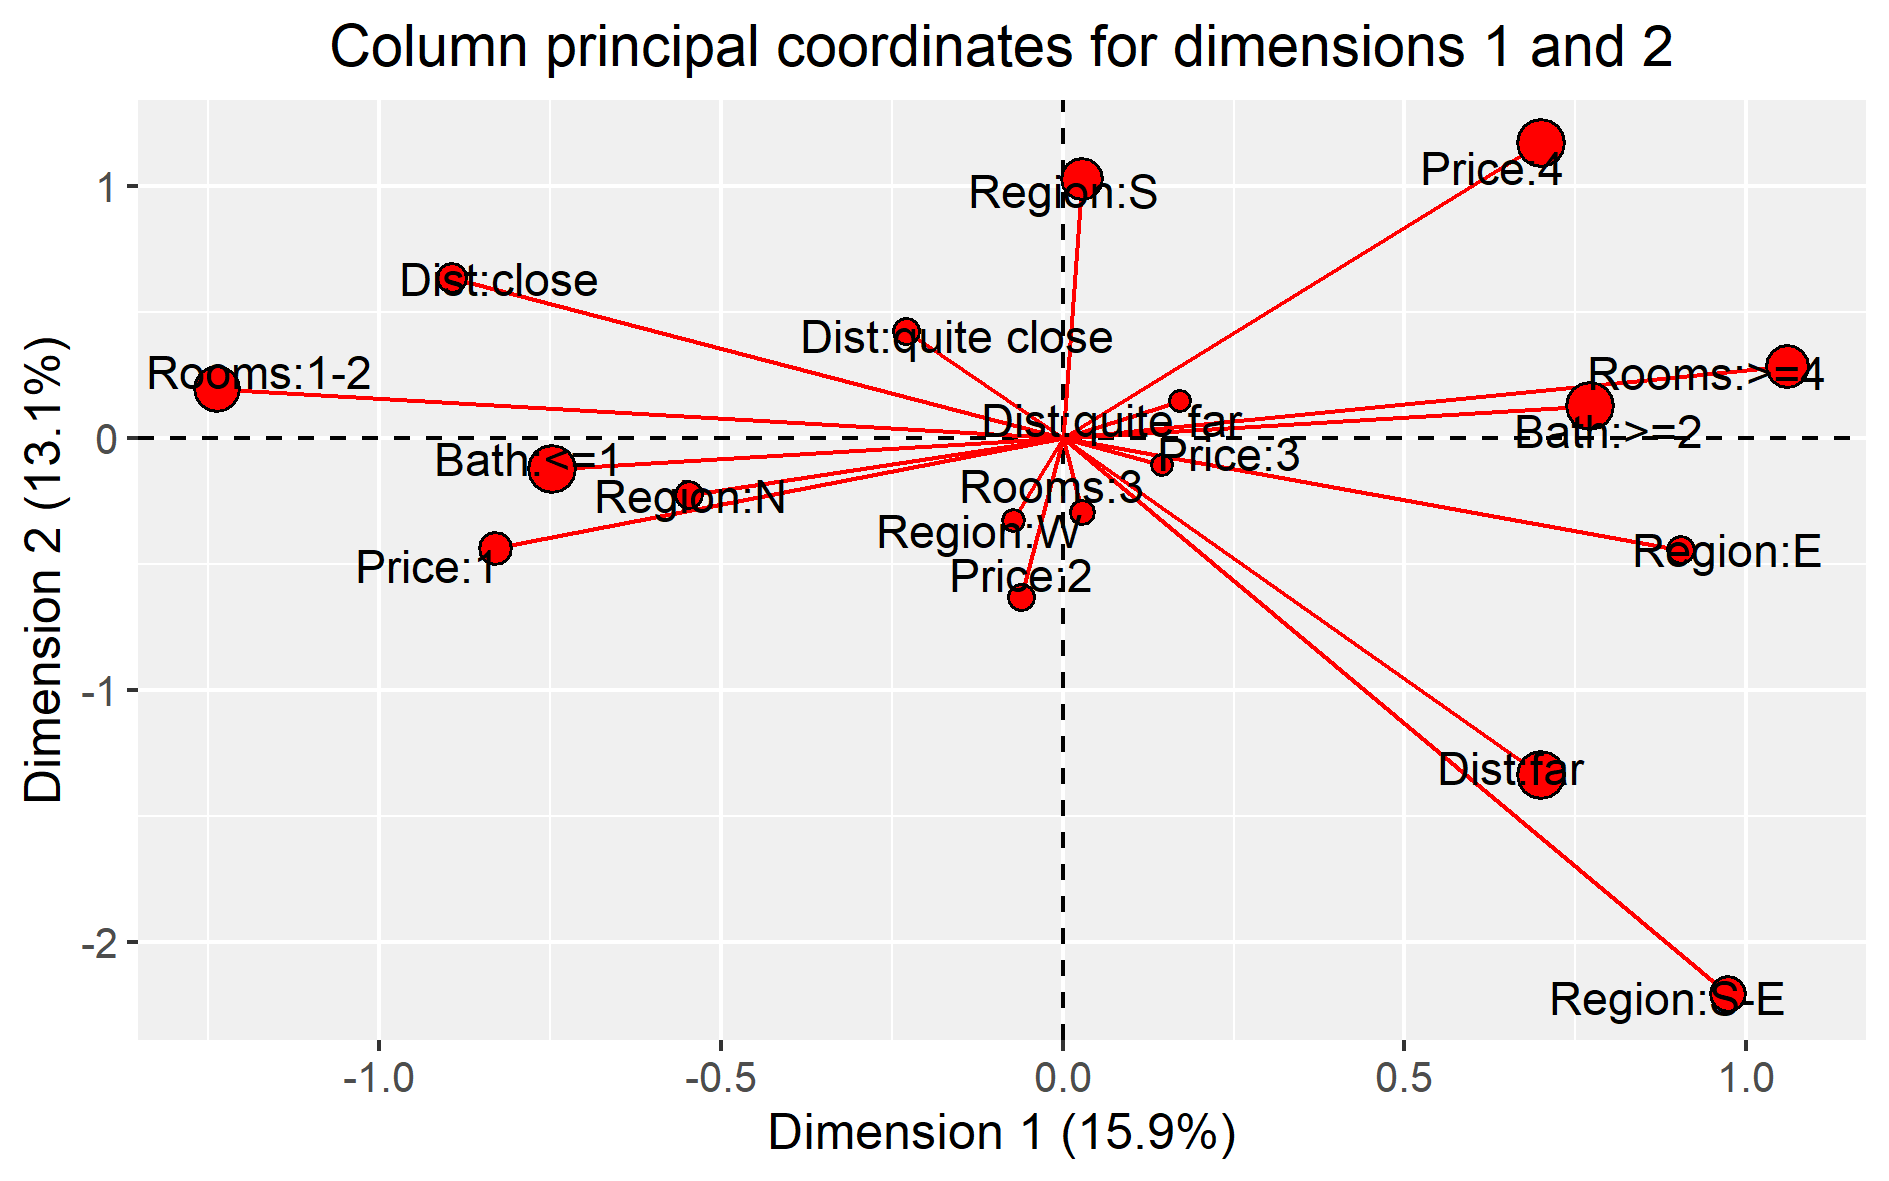 Column principal coordinates for dimensions 1 and 2
Price:4
Region:S
Dist:close
Dist:quite close
Rooms:1-2
Rooms:>=4
Dist:quite far
Bath:>=2
Bath:<=1
Price:3
Region:N
Rooms:3
Region:W
Region:E
Price:1
Price:2
Dist:far
Region:S-E
1
0
-1
-2
-1.0
-0.5
0.0
0.5
1.0
Dimension 2 (13.1%)
Dimension 1 (15.9%)